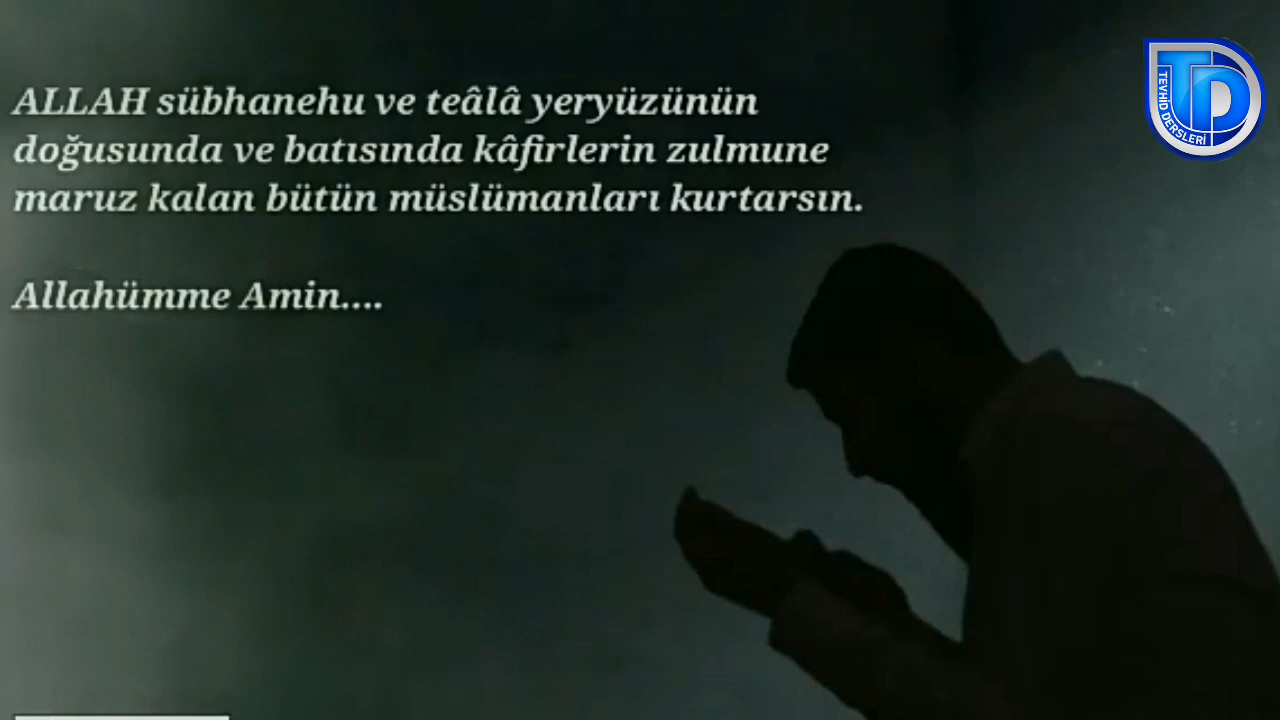 ALLAH sübhanehu ve teâlâ yeryüzünün
doğusunda ve batısında kâfirlerin zulmune
maruz kalan bütün müslümanları kurtarsın.
Allahümme Amin....
TD
TEVHİD DERSLERİ